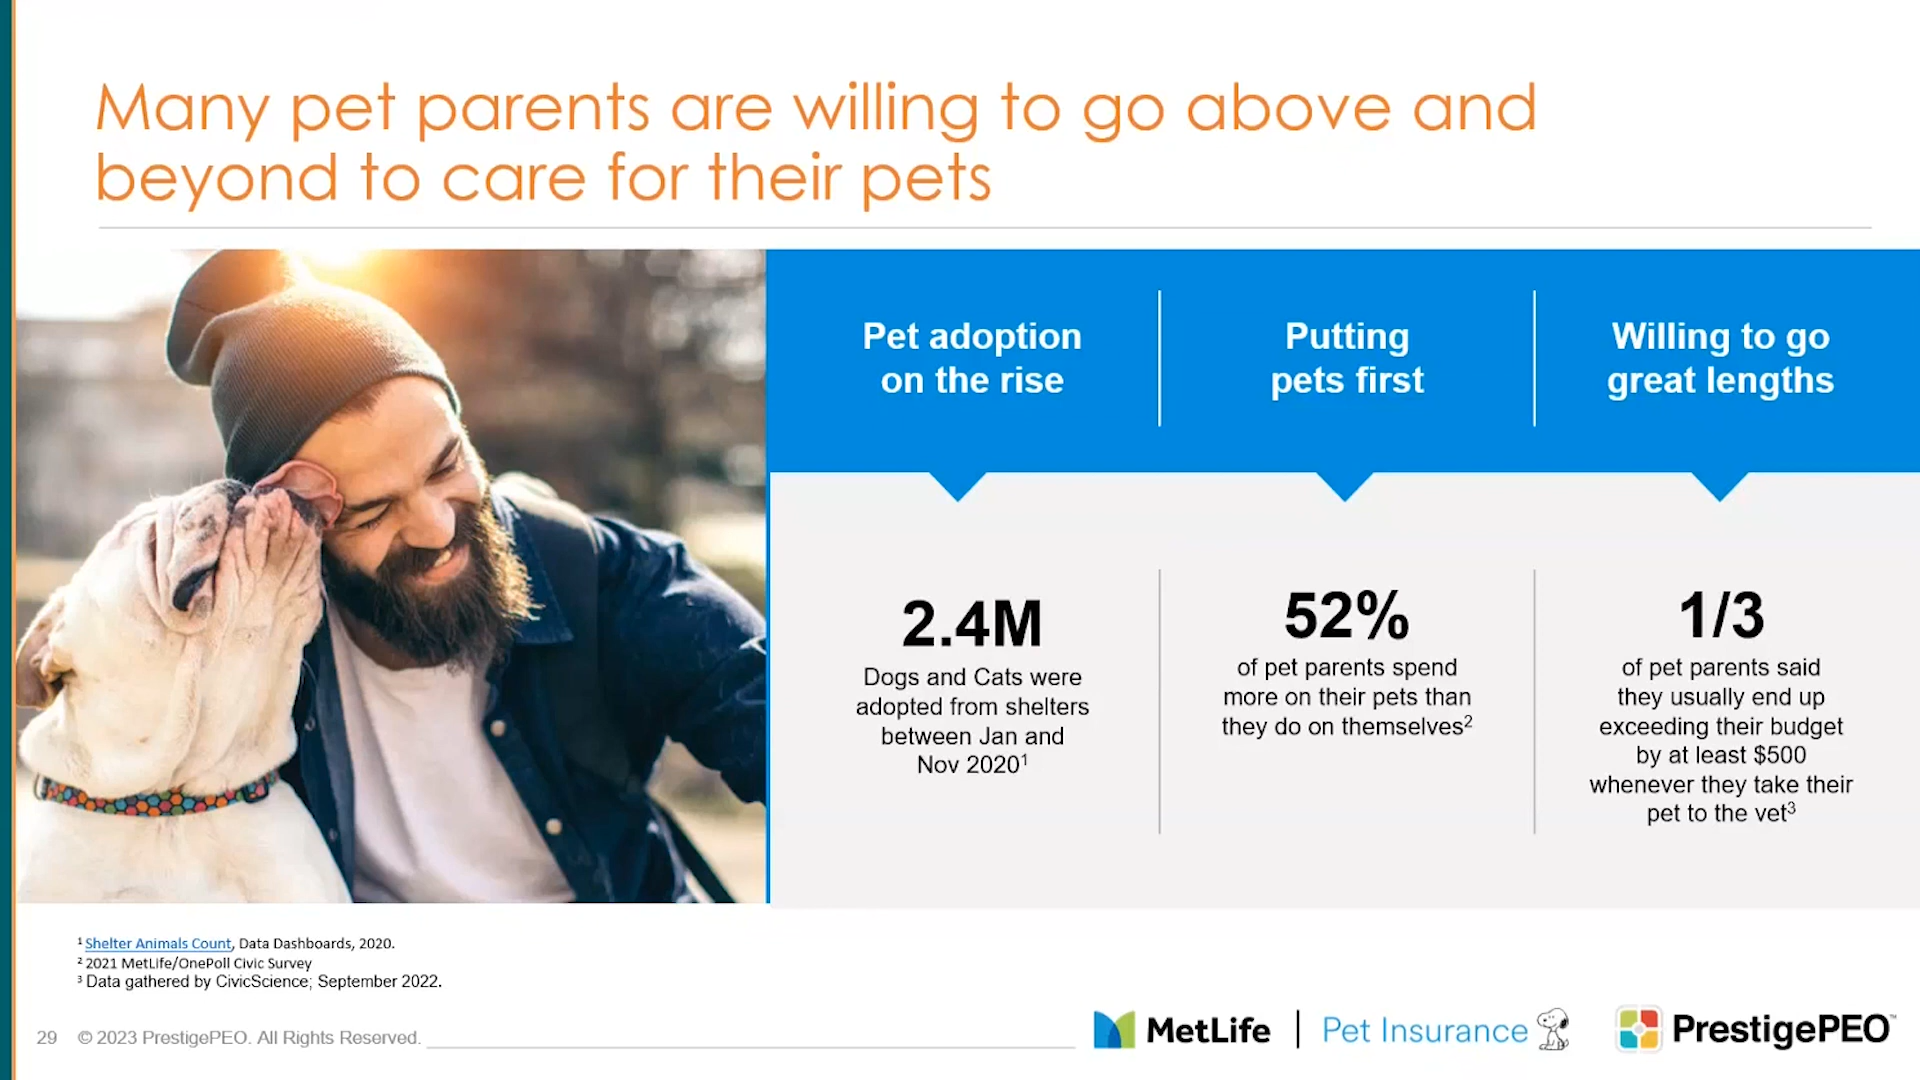 Many pet parents are willing to go above and
beyond to care for their pets
Pet adoption
on the rise
2.4M
Dogs and Cats were
adopted from shelters
between Jan and
Nov 2020¹
Putting
pets first
52%
of pet parents spend
more on their pets than
they do on themselves²
Willing to go
great lengths
1/3
of pet parents said
they usually end up
exceeding their budget
by at least $500
whenever they take their
pet to the vet³
¹ Shelter Animals Count, Data Dashboards, 2020.
² 2021 MetLife/OnePoll Civic Survey
³ Data gathered by CivicScience; September 2022.
29 © 2023 PrestigePEO. All Rights Reserved.
MetLife | Pet Insurance
PrestigePEO™